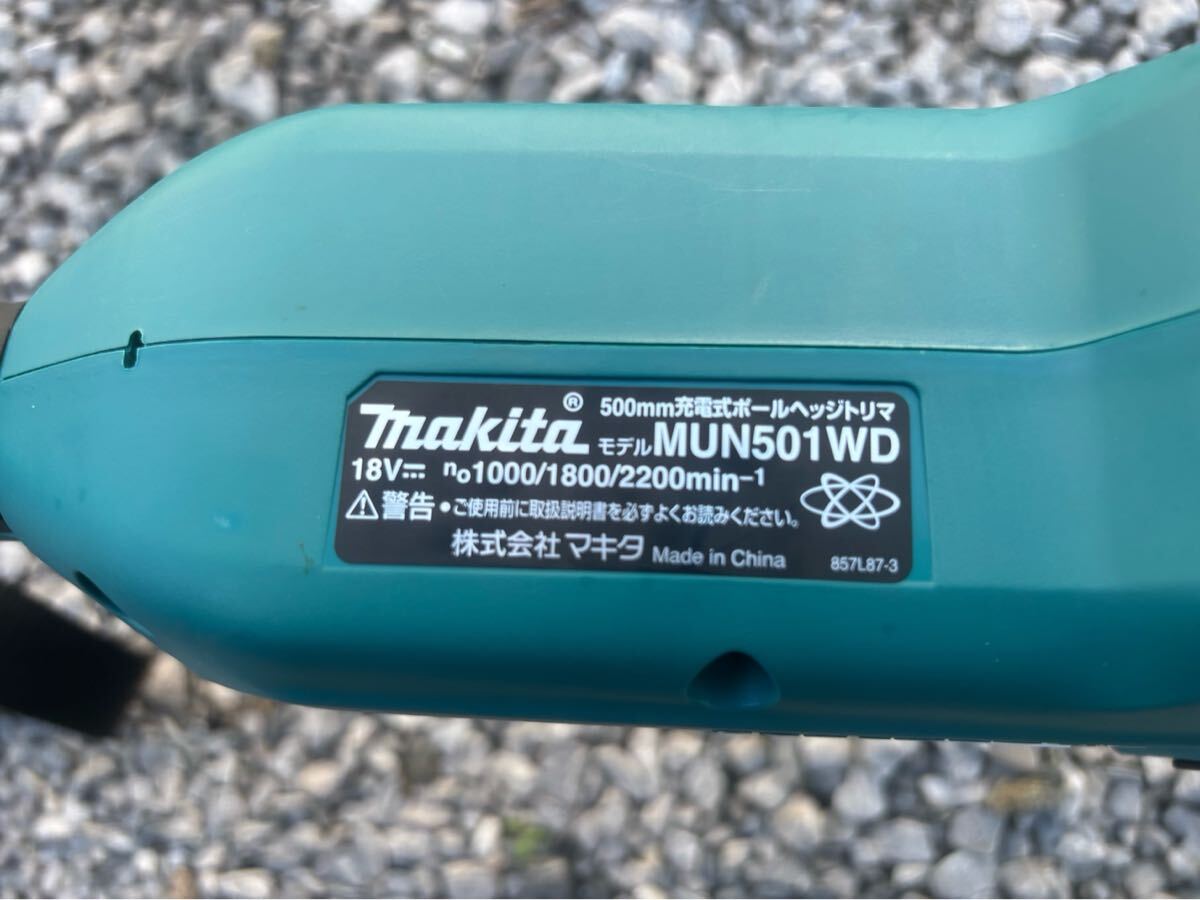 makita® 500mm充電式ポールヘッジトリマ
モデルMUN501WD
18V⎓ n₀1000/1800/2200min⁻¹
⚠警告 •ご使用前に取扱説明書を必ずよくお読みください。
株式会社マキタ Made in China 857L87-3